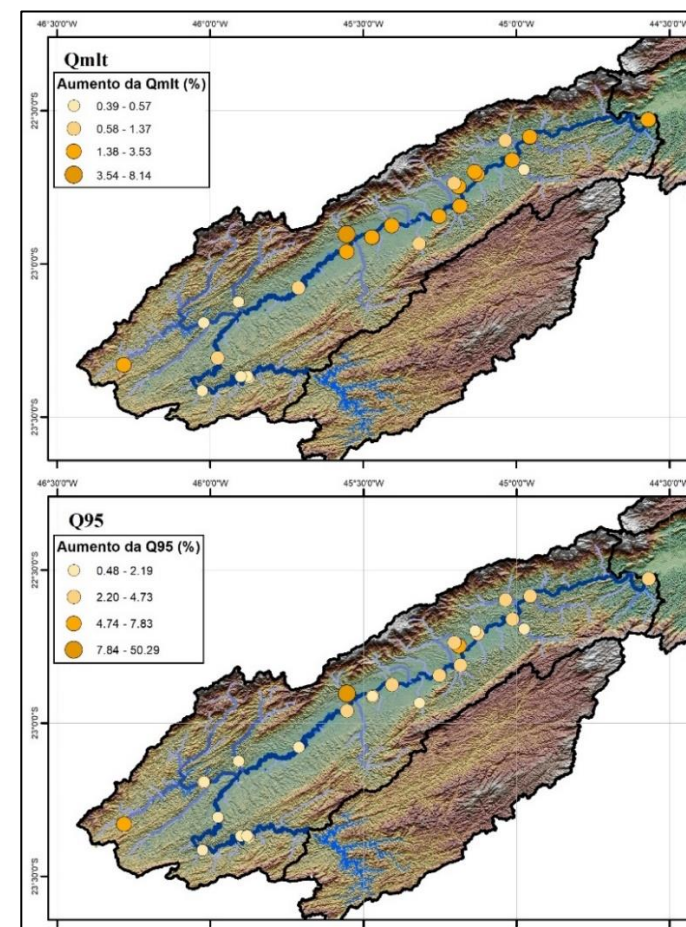 46°30'0"W 46°0'0"W 45°30'0"W 45°0'0"W 44°30'0"W
Qmlt
Aumento da Qmlt (%)
0.39 - 0.57
0.58 - 1.37
1.38 - 3.53
3.54 - 8.14
22°30'0"S
23°0'0"S
23°30'0"S
46°30'0"W 46°0'0"W 45°30'0"W 45°0'0"W 44°30'0"W
Q95
Aumento da Q95 (%)
0.48 - 2.19
2.20 - 4.73
4.74 - 7.83
7.84 - 50.29
22°30'0"S
23°0'0"S
23°30'0"S